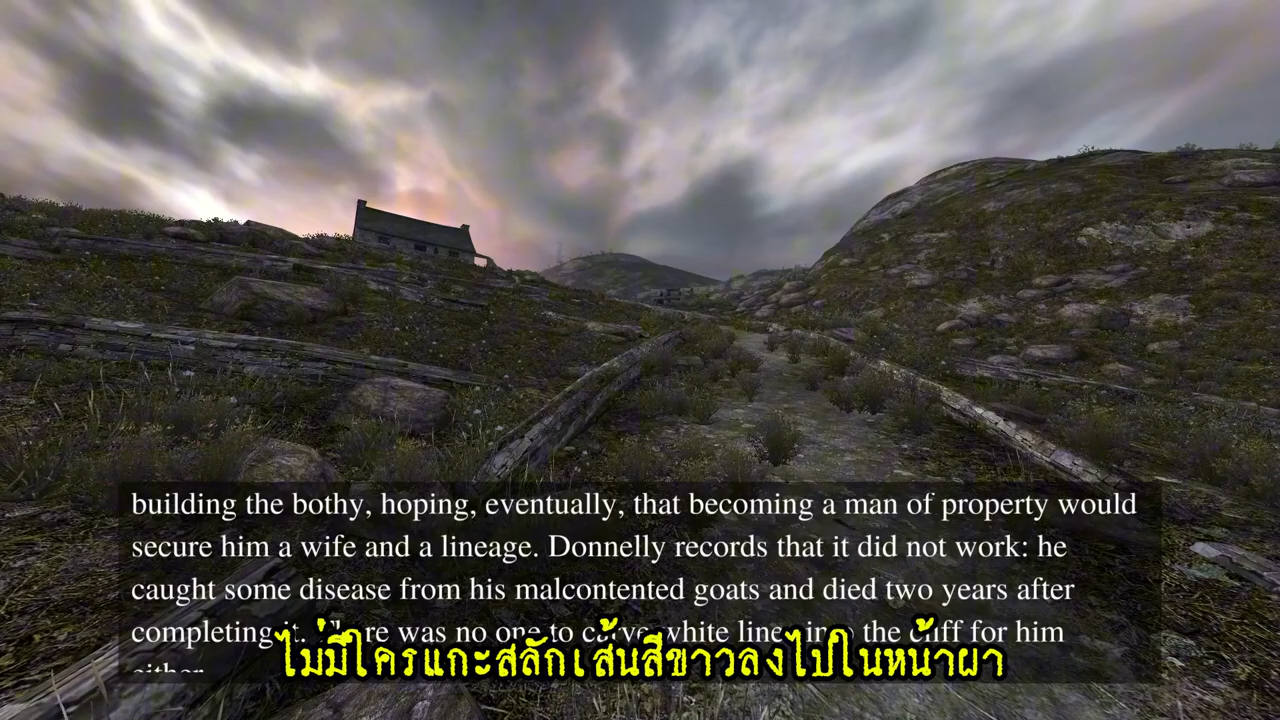 building the bothy, hoping, eventually, that becoming a man of property would
secure him a wife and a lineage. Donnelly records that it did not work: he
caught some disease from his malcontented goats and died two years after
completing it. There was no one to carve white lines into the cliff for him
either.
ไม่มีใครแกะสลักเส้นสีขาวลงไปในหน้าผา